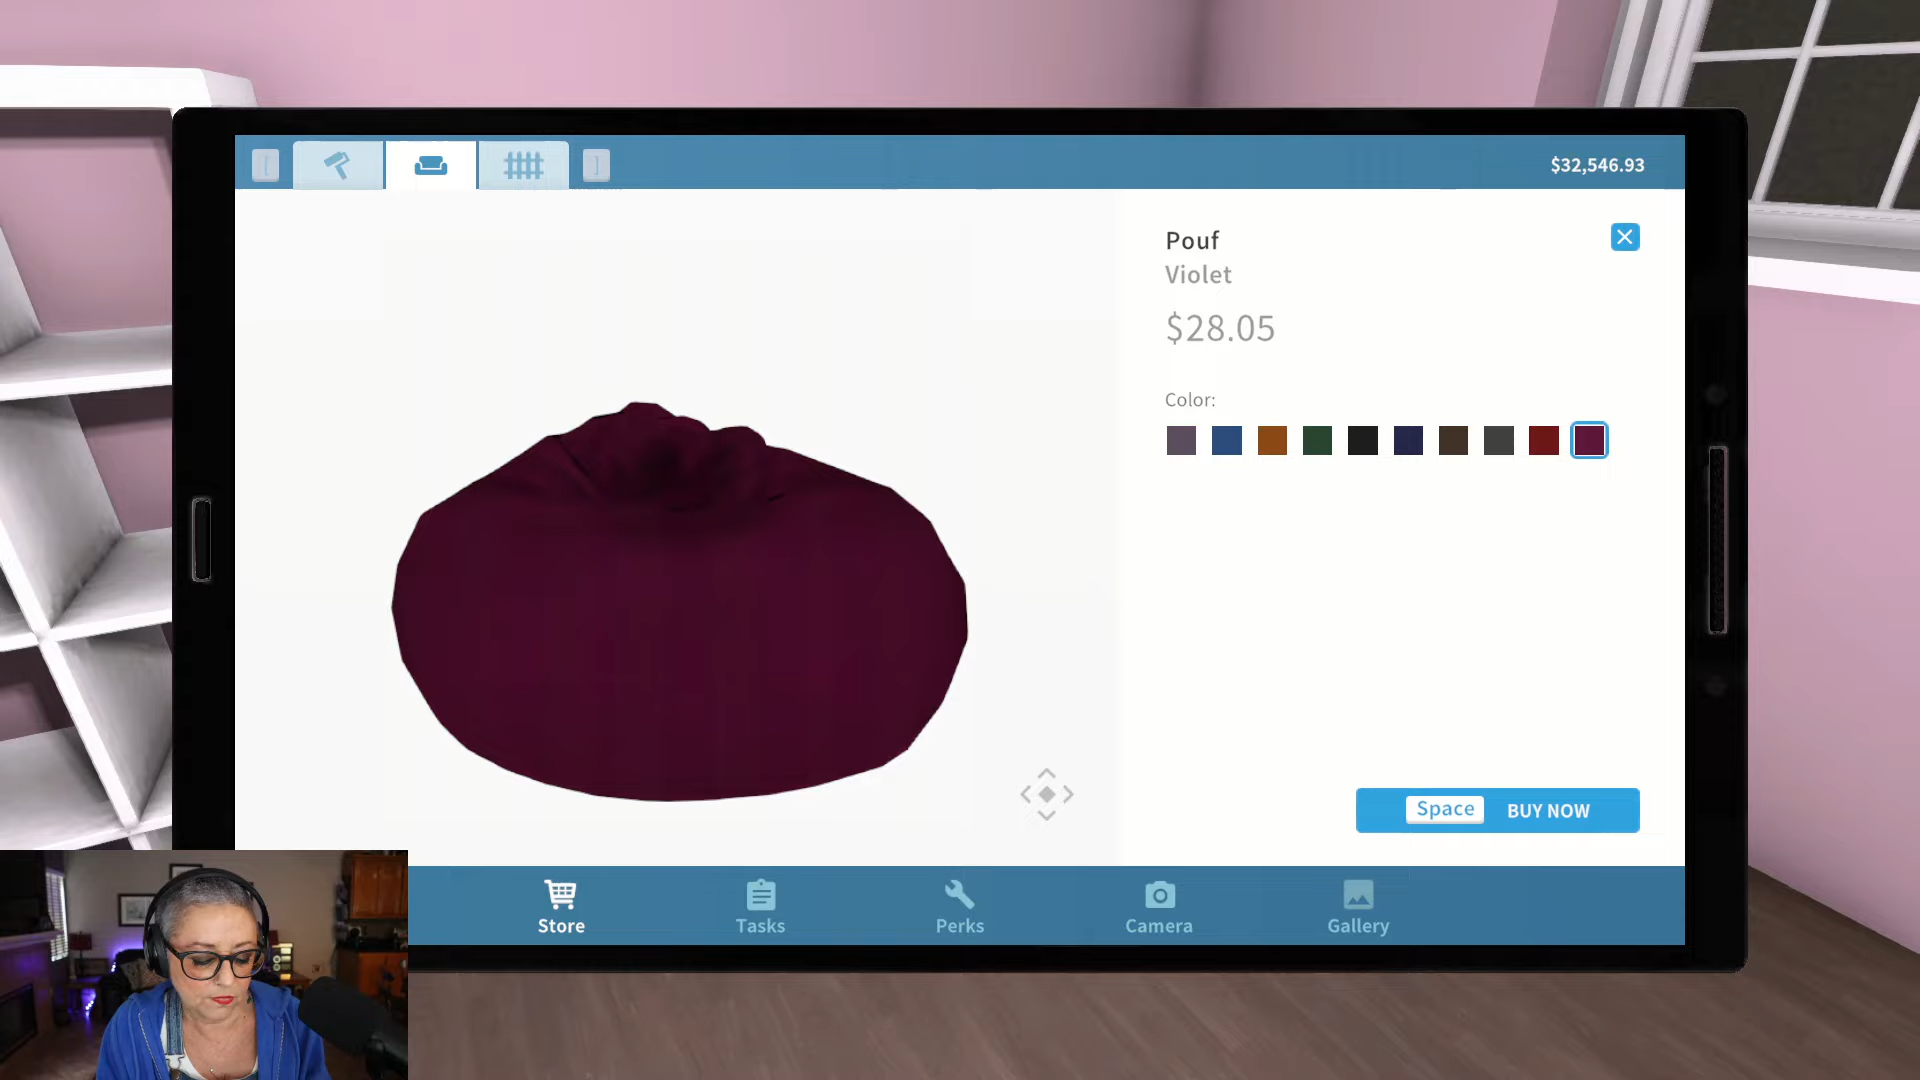 [
]
$32,546.93
Pouf
Violet
$28.05
Color:
Space BUY NOW
Store
Tasks
Perks
Camera
Gallery